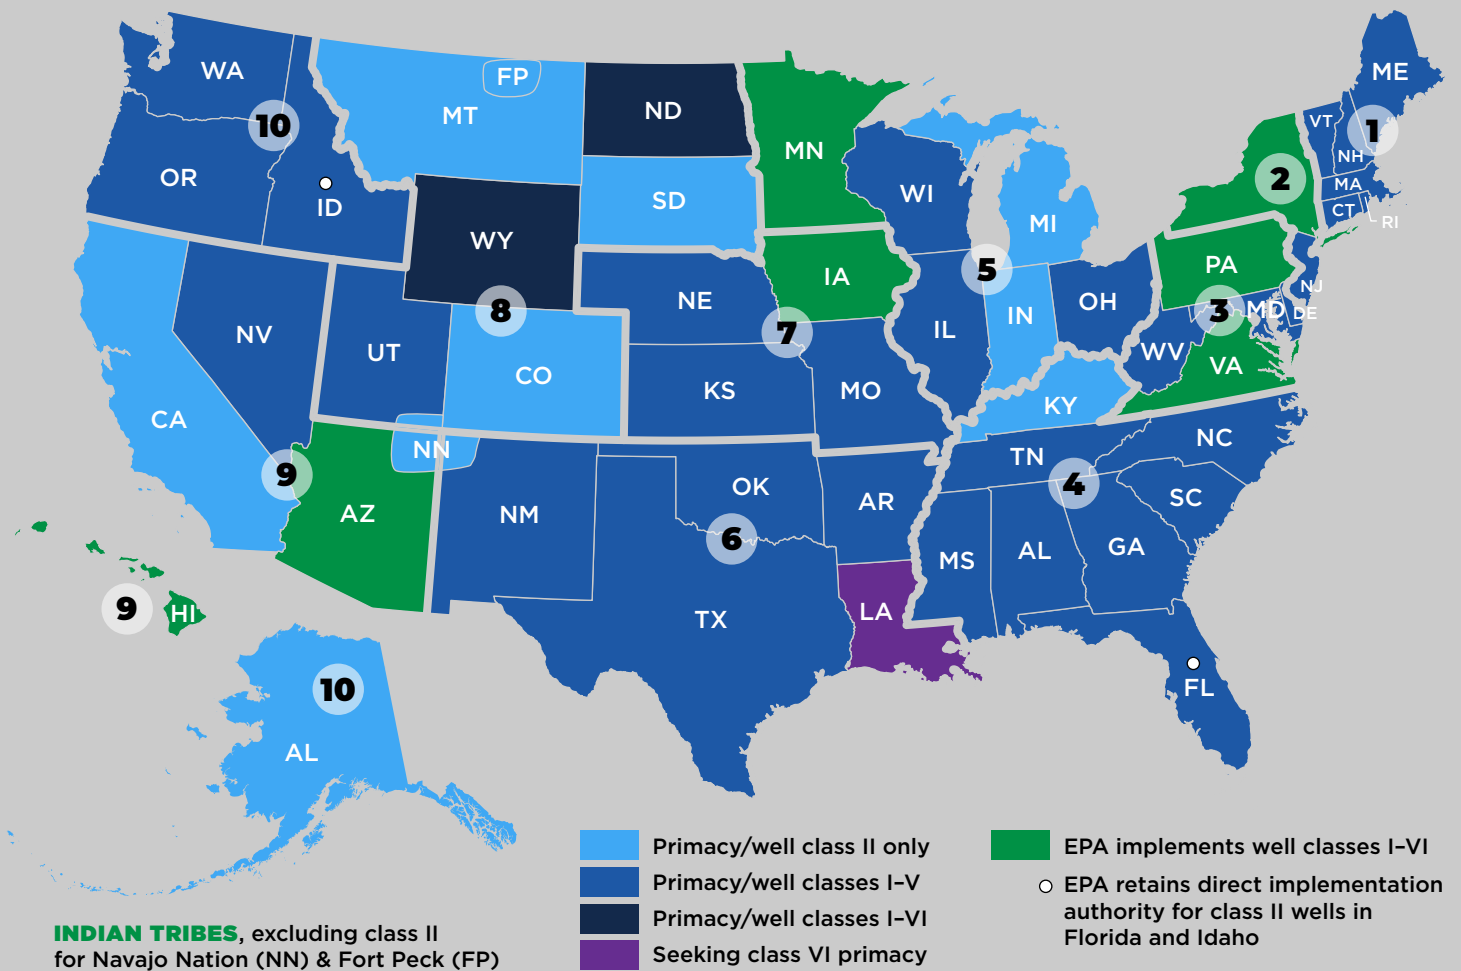 WA
ME
FP
MT
ND
VT
1
10
MN
NH
OR
WI
2
MA
ID
SD
CT
RI
MI
WY
5
PA
IA
NJ
NE
8
OH
3
MD
DE
IN
NV
7
IL
UT
WV
CO
VA
KS
MO
KY
CA
NC
NN
TN
9
4
OK
SC
AR
AZ
NM
6
GA
AL
MS
9
HI
LA
TX
10
FL
AL
Primacy/well class II only
Primacy/well classes I–V
Primacy/well classes I–VI
Seeking class VI primacy
EPA implements well classes I–VI
EPA retains direct implementation
authority for class II wells in
Florida and Idaho
INDIAN TRIBES, excluding class II
for Navajo Nation (NN) & Fort Peck (FP)